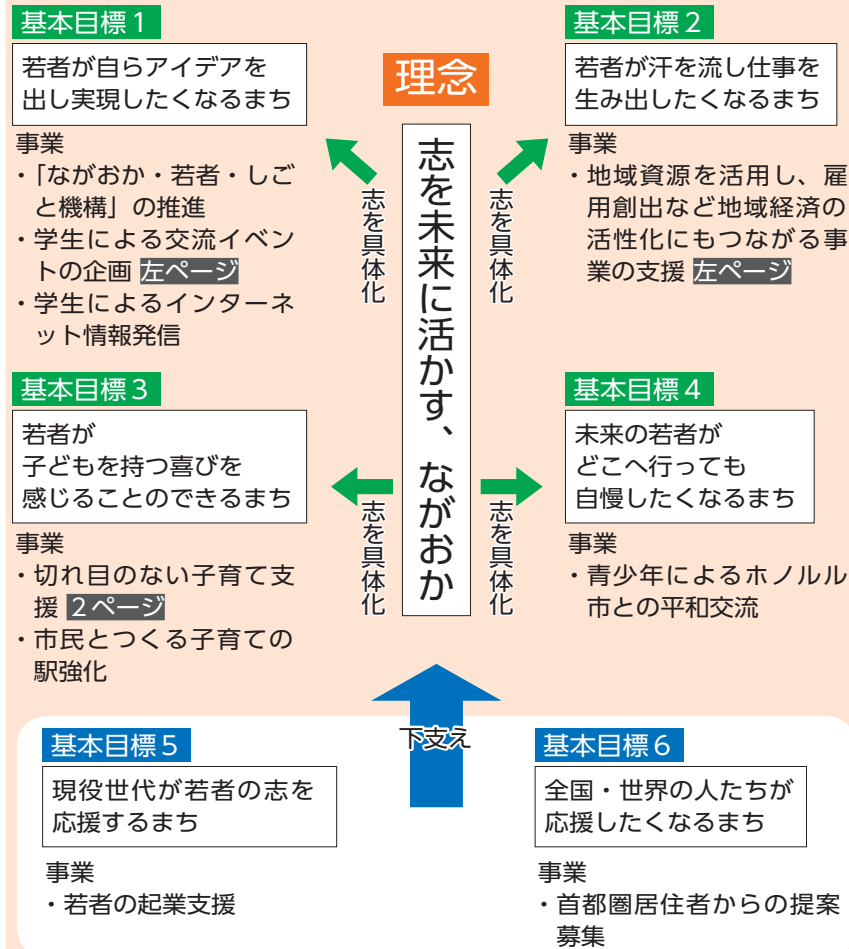 基本目標１
若者が自らアイデアを
出し実現したくなるまち
事業
・「ながおか・若者・しご
と機構」の推進
・学生による交流イベン
トの企画 左ページ
・学生によるインターネ
ット情報発信
理念
志を未来に活かす、ながおか
志を具体化
志を具体化
基本目標２
若者が汗を流し仕事を
生み出したくなるまち
事業
・地域資源を活用し、雇
用創出など地域経済の
活性化にもつながる事
業の支援 左ページ
基本目標３
若者が
子どもを持つ喜びを
感じることのできるまち
事業
・切れ目のない子育て支
援 ２ページ
・市民とつくる子育ての
駅強化
志を具体化
志を具体化
基本目標４
未来の若者が
どこへ行っても
自慢したくなるまち
事業
・青少年によるホノルル
市との平和交流
下支え
基本目標５
現役世代が若者の志を
応援するまち
事業
・若者の起業支援
基本目標６
全国・世界の人たちが
応援したくなるまち
事業
・首都圏居住者からの提案
募集